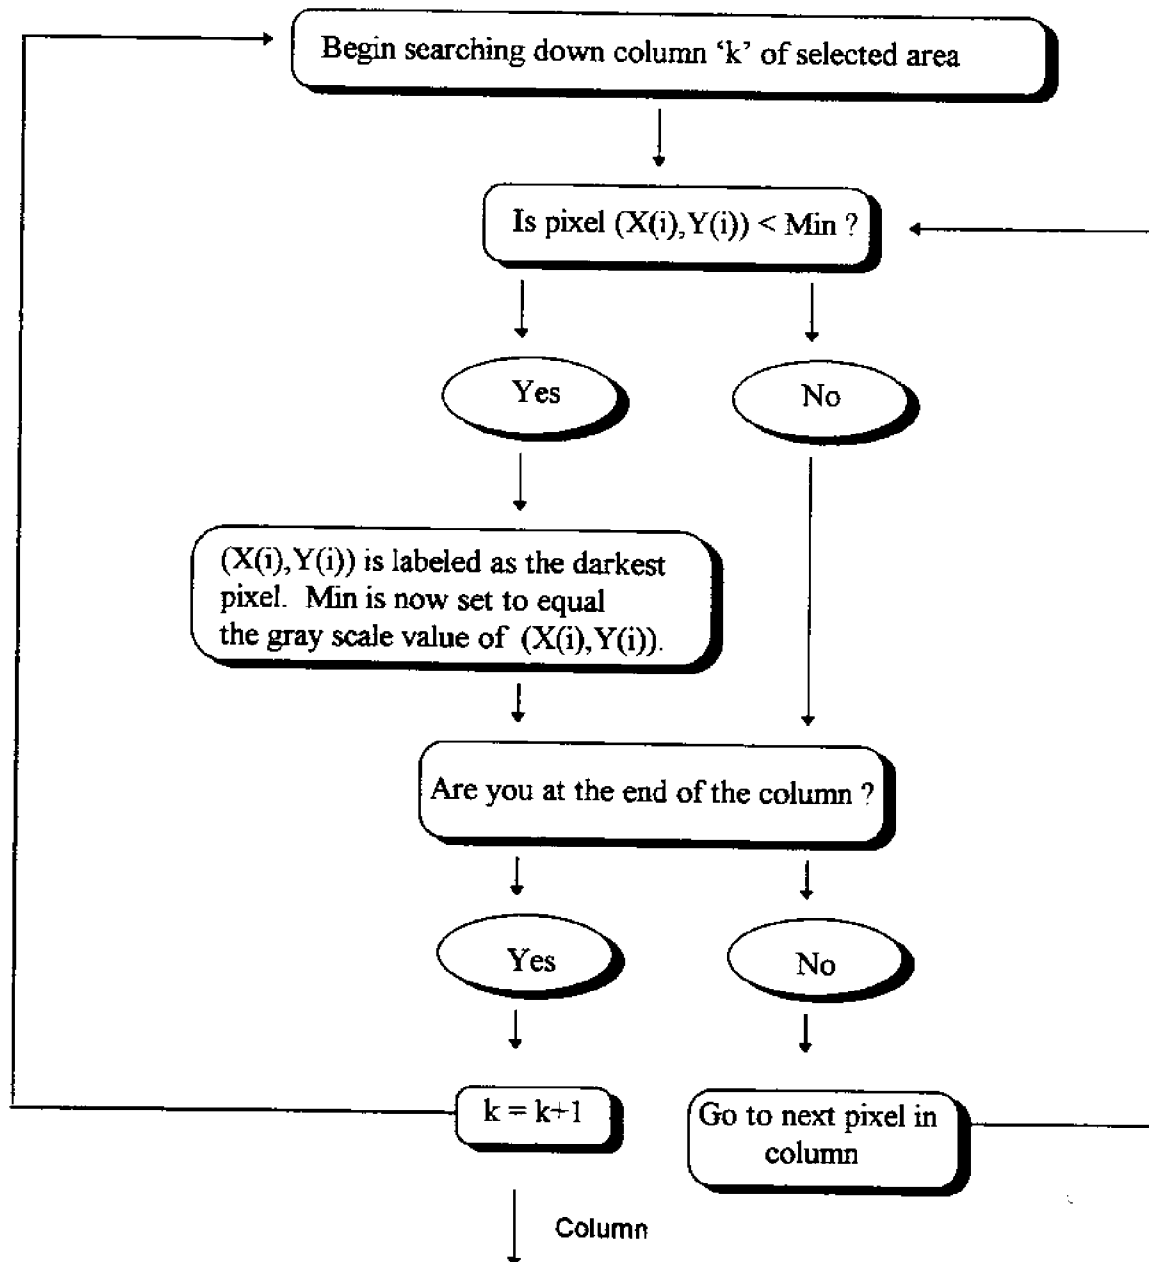 Begin searching down column ‘k’ of selected area
Is pixel (X(i),Y(i)) < Min ?
Yes
No
(X(i),Y(i)) is labeled as the darkest
pixel.  Min is now set to equal
the gray scale value of  (X(i),Y(i)).
Are you at the end of the column ?
Yes
No
k = k+1
Go to next pixel in
column
Column